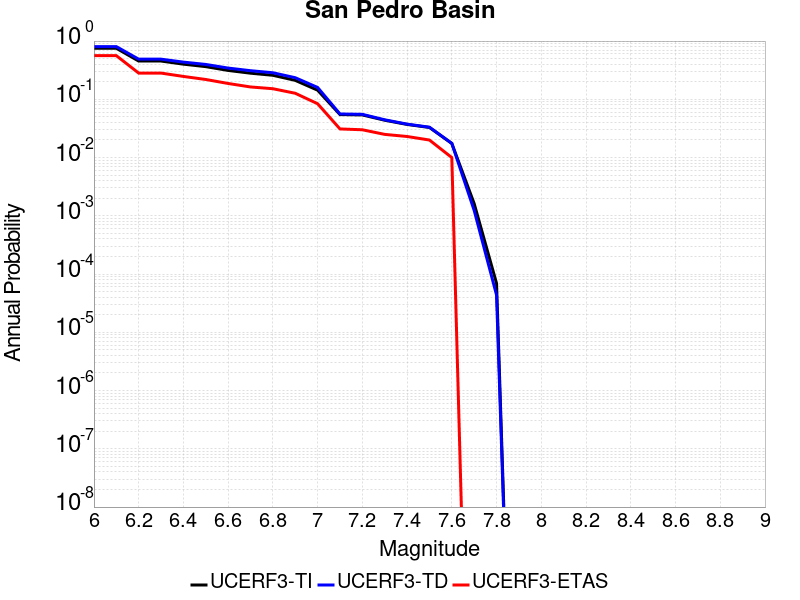 San Pedro Basin
10^0
10^-1
10^-2
10^-3
10^-4
10^-5
10^-6
10^-7
10^-8
Annual Probability
6 6.2 6.4 6.6 6.8 7 7.2 7.4 7.6 7.8 8 8.2 8.4 8.6 8.8 9
Magnitude
UCERF3-TI UCERF3-TD UCERF3-ETAS